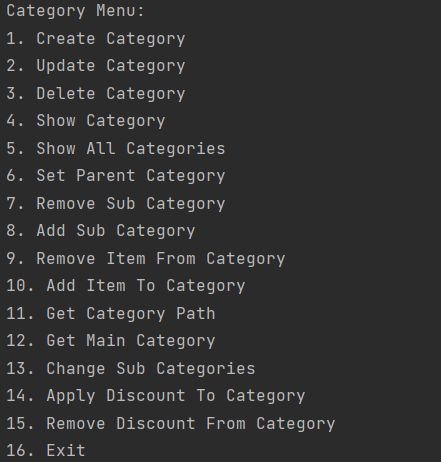 Category Menu:
1. Create Category
2. Update Category
3. Delete Category
4. Show Category
5. Show All Categories
6. Set Parent Category
7. Remove Sub Category
8. Add Sub Category
9. Remove Item From Category
10. Add Item To Category
11. Get Category Path
12. Get Main Category
13. Change Sub Categories
14. Apply Discount To Category
15. Remove Discount From Category
16. Exit